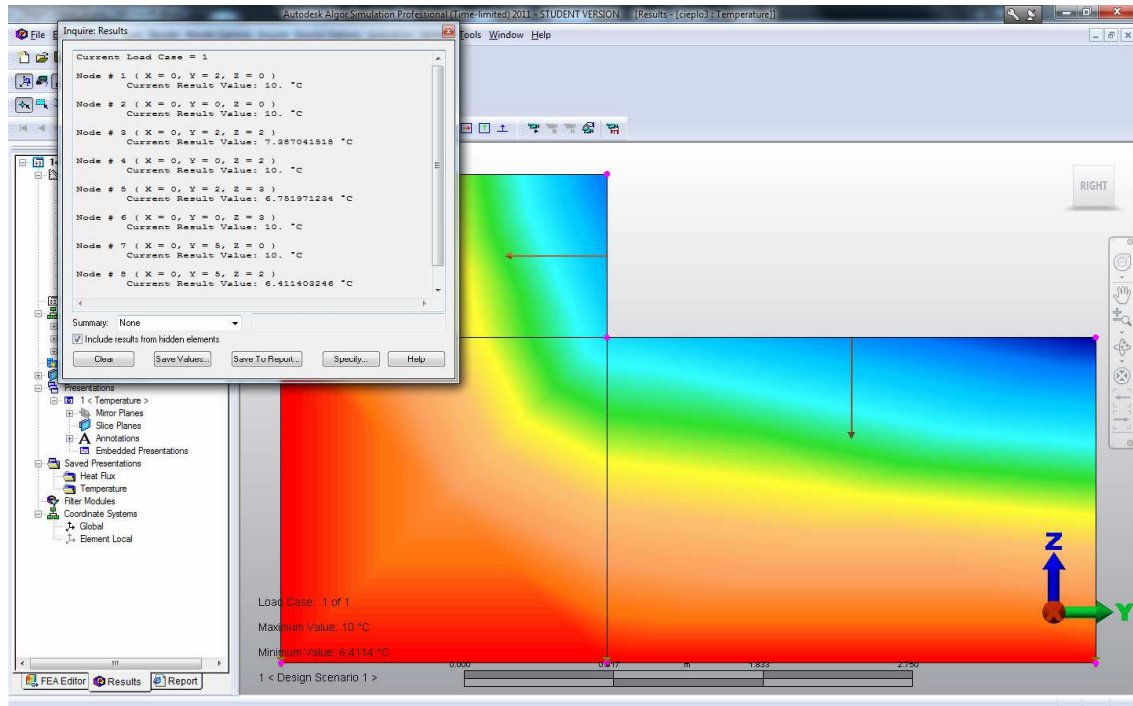 Autodesk Algor Simulation Professional (Time-limited) 2011 - STUDENT VERSION [Results - [cieplo3 : Temperature]]
File
Tools Window Help
Inquire: Results
Current Load Case = 1
Node # 1 ( X = 0, Y = 2, Z = 0 )
Current Result Value: 10. °C
Node # 2 ( X = 0, Y = 0, Z = 0 )
Current Result Value: 10. °C
Node # 3 ( X = 0, Y = 2, Z = 2 )
Current Result Value: 7.387041518 °C
Node # 4 ( X = 0, Y = 0, Z = 2 )
Current Result Value: 10. °C
Node # 5 ( X = 0, Y = 2, Z = 3 )
Current Result Value: 6.751971234 °C
Node # 6 ( X = 0, Y = 0, Z = 3 )
Current Result Value: 10. °C
Node # 7 ( X = 0, Y = 5, Z = 0 )
Current Result Value: 10. °C
Node # 8 ( X = 0, Y = 5, Z = 2 )
Current Result Value: 6.411403246 °C
Summary: None
Include results from hidden elements
Clear Save Values... Save To Report... Specify... Help
RIGHT
Presentations
1 < Temperature >
Mirror Planes
Slice Planes
Annotations
Embedded Presentations
Saved Presentations
Heat Flux
Temperature
Filter Modules
Coordinate Systems
Global
Element Local
FEA Editor Results Report
Z
Y
Load Case: 1 of 1
Maximum Value: 10 °C
Minimum Value: 6.4114 °C
0.000 0.917 m 1.833 2.750
1 < Design Scenario 1 >